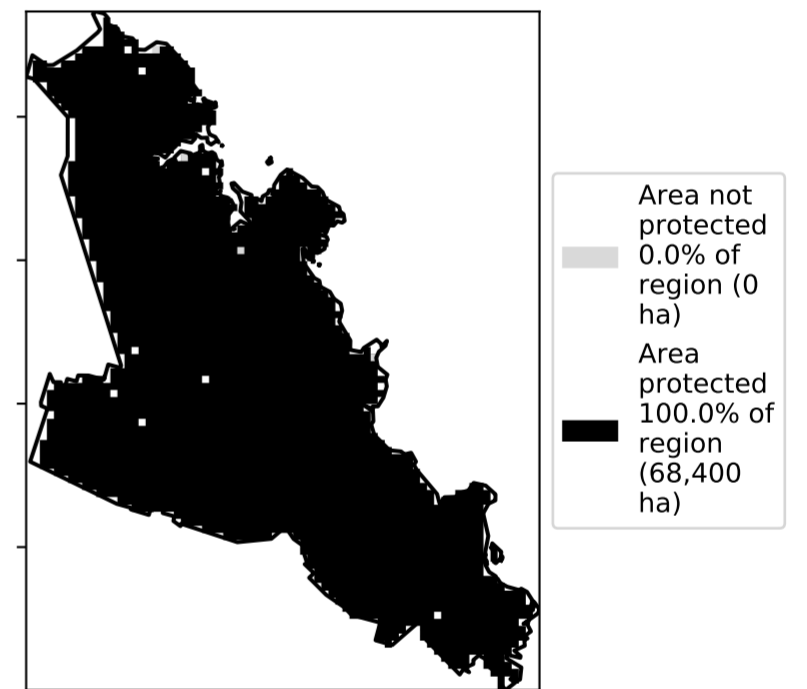 Area not
protected
0.0% of
region (0
ha)
Area
protected
100.0% of
region
(68,400
ha)